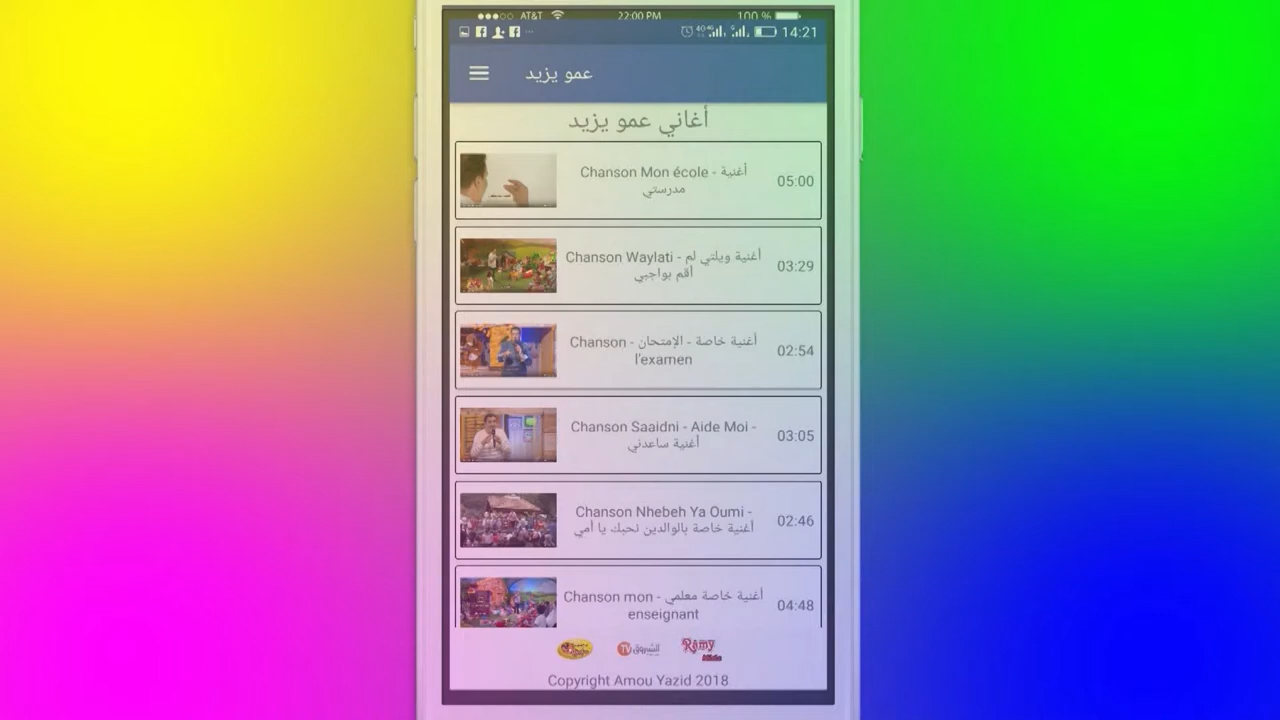 AT&T 22:00 PM 100 %
14:21
عمو يزيد
أغاني عمو يزيد
Chanson Mon école - أغنية
مدرستي
05:00
Chanson Waylati - أغنية ويلتي لم
أقم بواجبي
03:29
Chanson - أغنية خاصة - الإمتحان
l'examen
02:54
Chanson Saaidni - Aide Moi -
أغنية ساعدني
03:05
Chanson Nhebeh Ya Oumi -
أغنية خاصة بالوالدين نحبك يا أمي
02:46
Chanson mon - أغنية خاصة معلمي
enseignant
04:48
الشروق TV
Rémy
Copyright Amou Yazid 2018